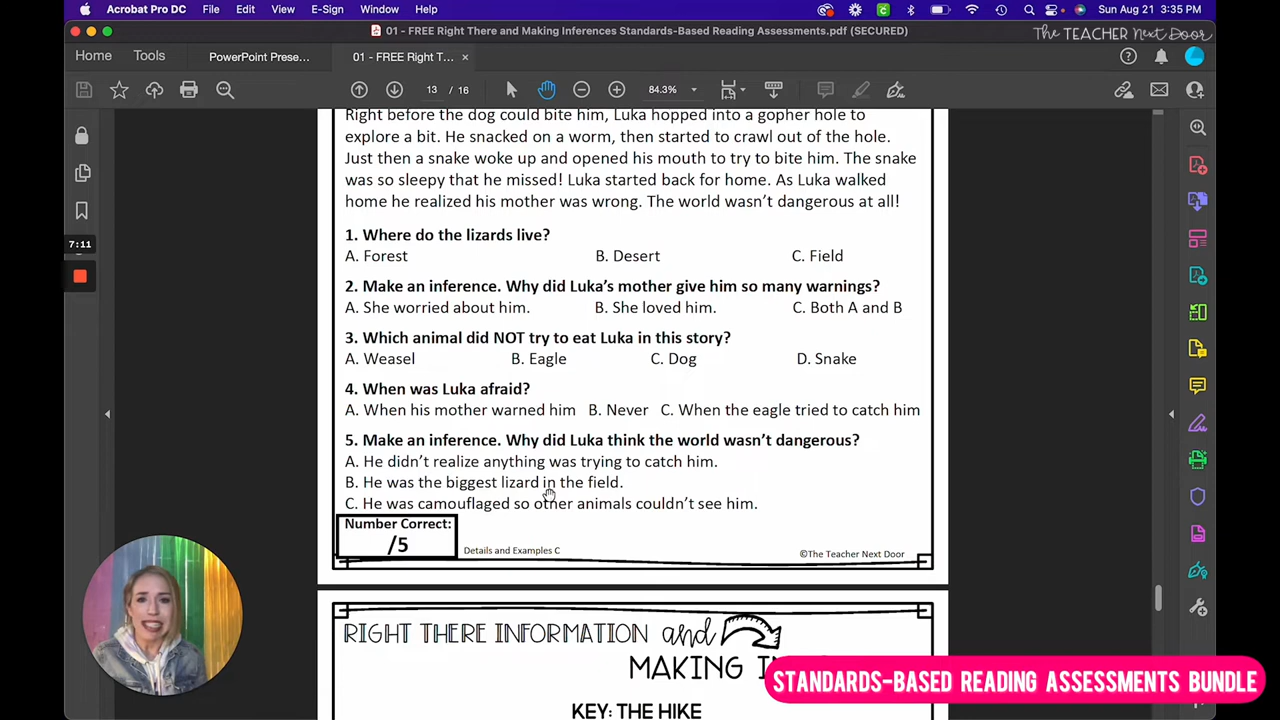 Acrobat Pro DC File Edit View E-Sign Window Help Sun Aug 21 3:35 PM
01 - FREE Right There and Making Inferences Standards-Based Reading Assessments.pdf (SECURED)
The TEACHER Next DOOR
Home Tools PowerPoint Prese... 01 - FREE Right T... ×
13 / 16 84.3%
Right before the dog could bite him, Luka hopped into a gopher hole to
explore a bit. He snacked on a worm, then started to crawl out of the hole.
Just then a snake woke up and opened his mouth to try to bite him. The snake
was so sleepy that he missed! Luka started back for home. As Luka walked
home he realized his mother was wrong. The world wasn't dangerous at all!
7:11
1. Where do the lizards live?
A. Forest B. Desert C. Field
2. Make an inference. Why did Luka's mother give him so many warnings?
A. She worried about him. B. She loved him. C. Both A and B
3. Which animal did NOT try to eat Luka in this story?
A. Weasel B. Eagle C. Dog D. Snake
4. When was Luka afraid?
A. When his mother warned him B. Never C. When the eagle tried to catch him
5. Make an inference. Why did Luka think the world wasn't dangerous?
A. He didn't realize anything was trying to catch him.
B. He was the biggest lizard in the field.
C. He was camouflaged so other animals couldn't see him.
Number Correct:
/5
Details and Examples C
©The Teacher Next Door
RIGHT THERE INFORMATION and
MAKING IN
STANDARDS-BASED READING ASSESSMENTS BUNDLE
KEY: THE HIKE